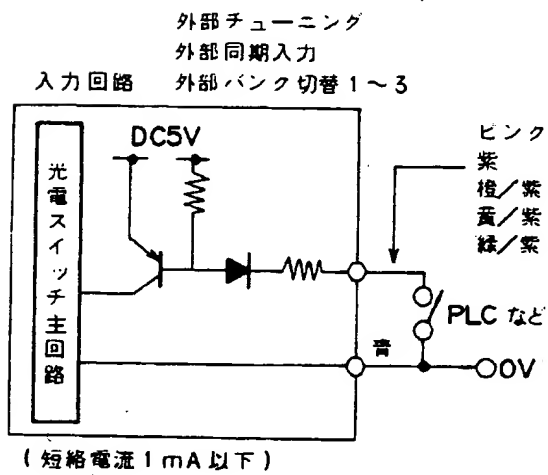 外部チューニング
外部同期入力
入力回路 外部バンク切替1～3
DC5V
光電スイッチ主回路
ピンク
紫
橙/紫
黄/紫
緑/紫
PLCなど
青
0V
(短絡電流1mA以下)